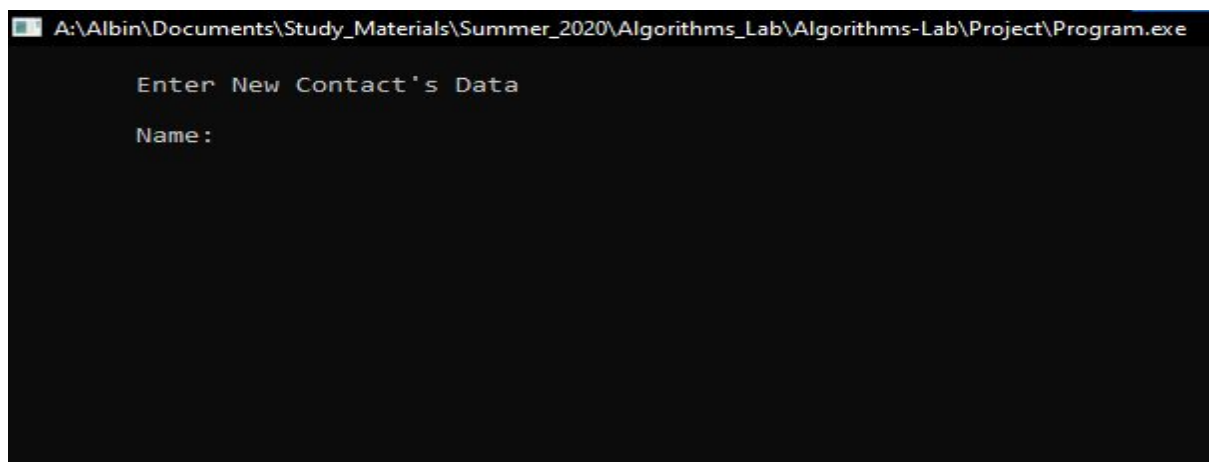 A:\Albin\Documents\Study_Materials\Summer_2020\Algorithms_Lab\Algorithms-Lab\Project\Program.exe
Enter New Contact's Data
Name: